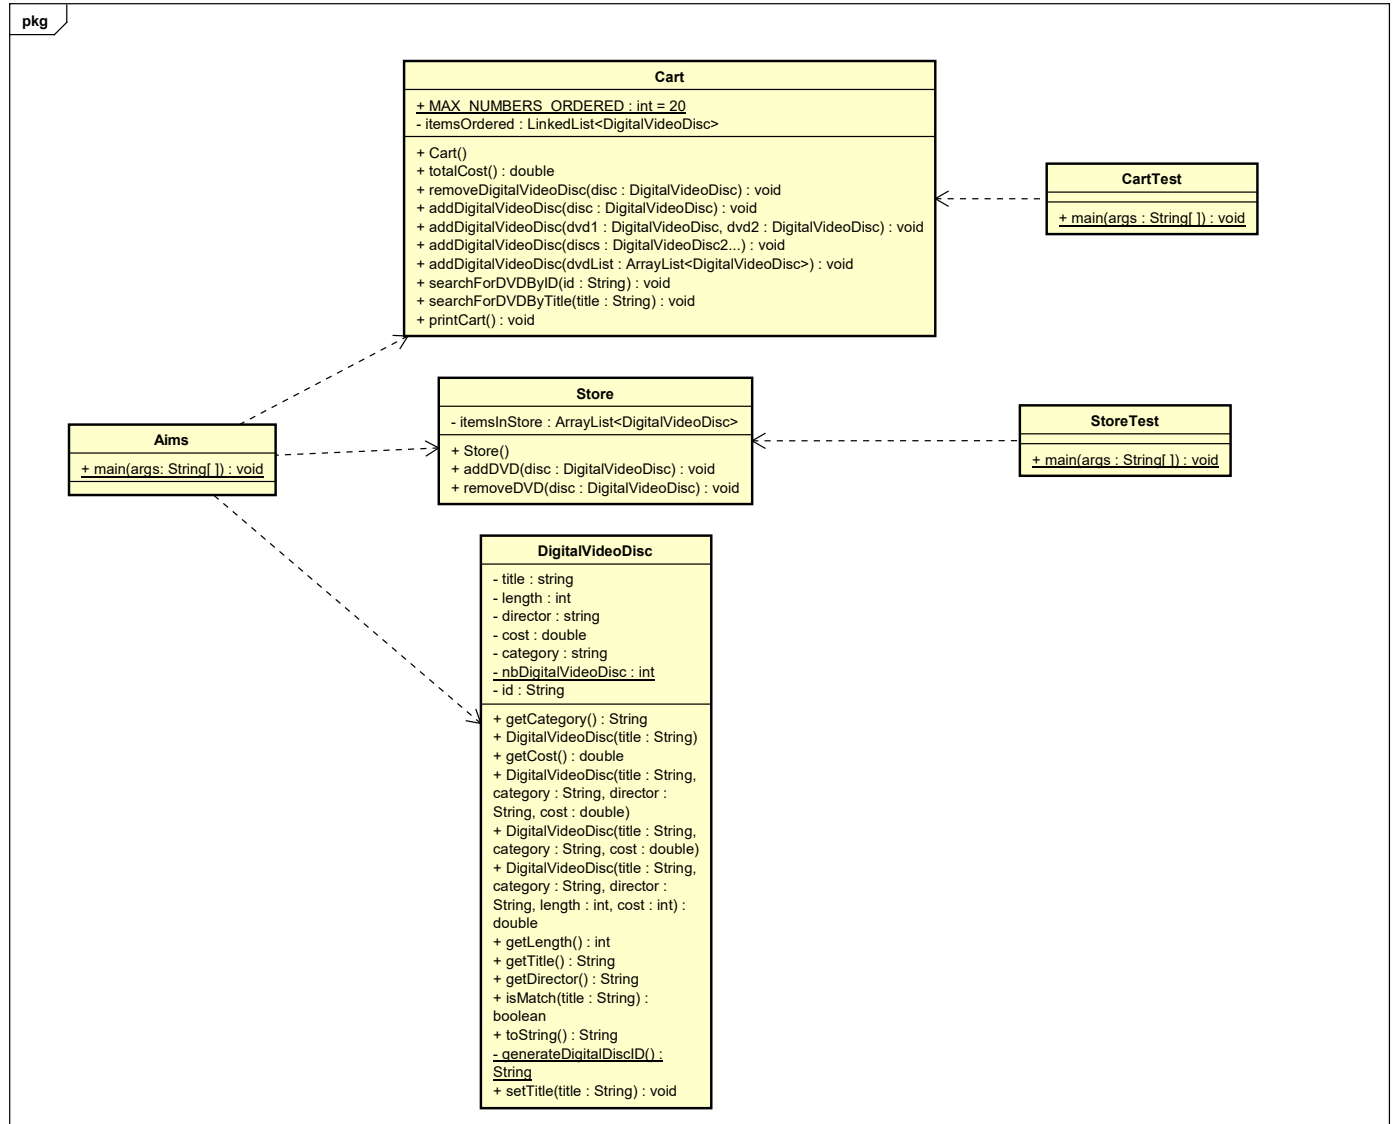 pkg
Cart
+ MAX_NUMBERS_ORDERED : int = 20
- itemsOrdered : LinkedList<DigitalVideoDisc>
+ Cart()
+ totalCost() : double
+ removeDigitalVideoDisc(disc : DigitalVideoDisc) : void
+ addDigitalVideoDisc(disc : DigitalVideoDisc) : void
+ addDigitalVideoDisc(dvd1 : DigitalVideoDisc, dvd2 : DigitalVideoDisc) : void
+ addDigitalVideoDisc(discs : DigitalVideoDisc2...) : void
+ addDigitalVideoDisc(dvdList : ArrayList<DigitalVideoDisc>) : void
+ searchForDVDByID(id : String) : void
+ searchForDVDByTitle(title : String) : void
+ printCart() : void
CartTest
+ main(args : String[ ]) : void
Aims
+ main(args: String[ ]) : void
Store
- itemsInStore : ArrayList<DigitalVideoDisc>
+ Store()
+ addDVD(disc : DigitalVideoDisc) : void
+ removeDVD(disc : DigitalVideoDisc) : void
StoreTest
+ main(args : String[ ]) : void
DigitalVideoDisc
- title : string
- length : int
- director : string
- cost : double
- category : string
- nbDigitalVideoDisc : int
- id : String
+ getCategory() : String
+ DigitalVideoDisc(title : String)
+ getCost() : double
+ DigitalVideoDisc(title : String,
category : String, director :
String, cost : double)
+ DigitalVideoDisc(title : String,
category : String, cost : double)
+ DigitalVideoDisc(title : String,
category : String, director :
String, length : int, cost : int) :
double
+ getLength() : int
+ getTitle() : String
+ getDirector() : String
+ isMatch(title : String) :
boolean
+ toString() : String
- generateDigitalDiscID() :
String
+ setTitle(title : String) : void